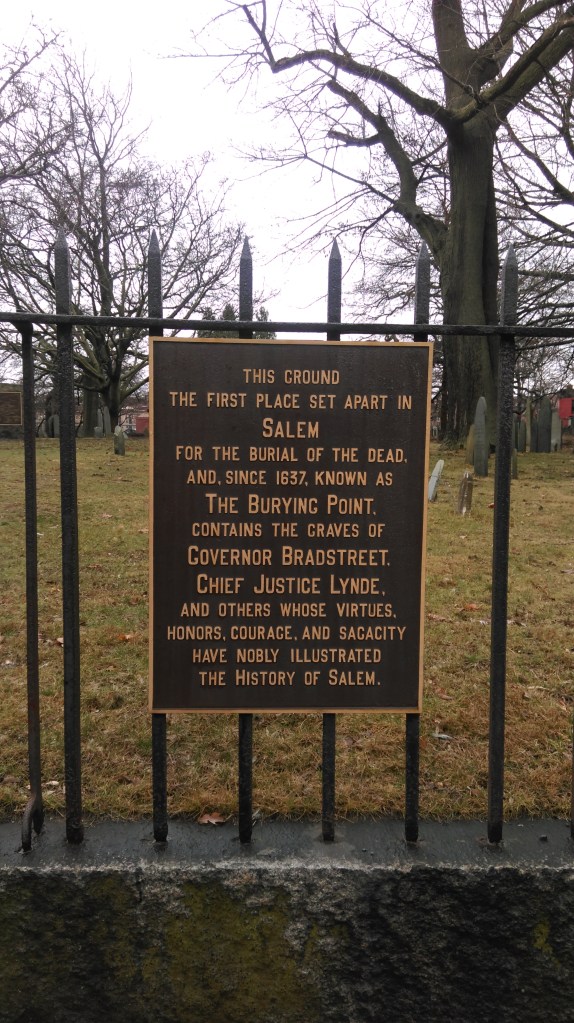 THIS GROUND
THE FIRST PLACE SET APART IN
SALEM
FOR THE BURIAL OF THE DEAD,
AND, SINCE 1637, KNOWN AS
THE BURYING POINT,
CONTAINS THE GRAVES OF
GOVERNOR BRADSTREET,
CHIEF JUSTICE LYNDE,
AND OTHERS WHOSE VIRTUES,
HONORS, COURAGE, AND SAGACITY
HAVE NOBLY ILLUSTRATED
THE HISTORY OF SALEM.